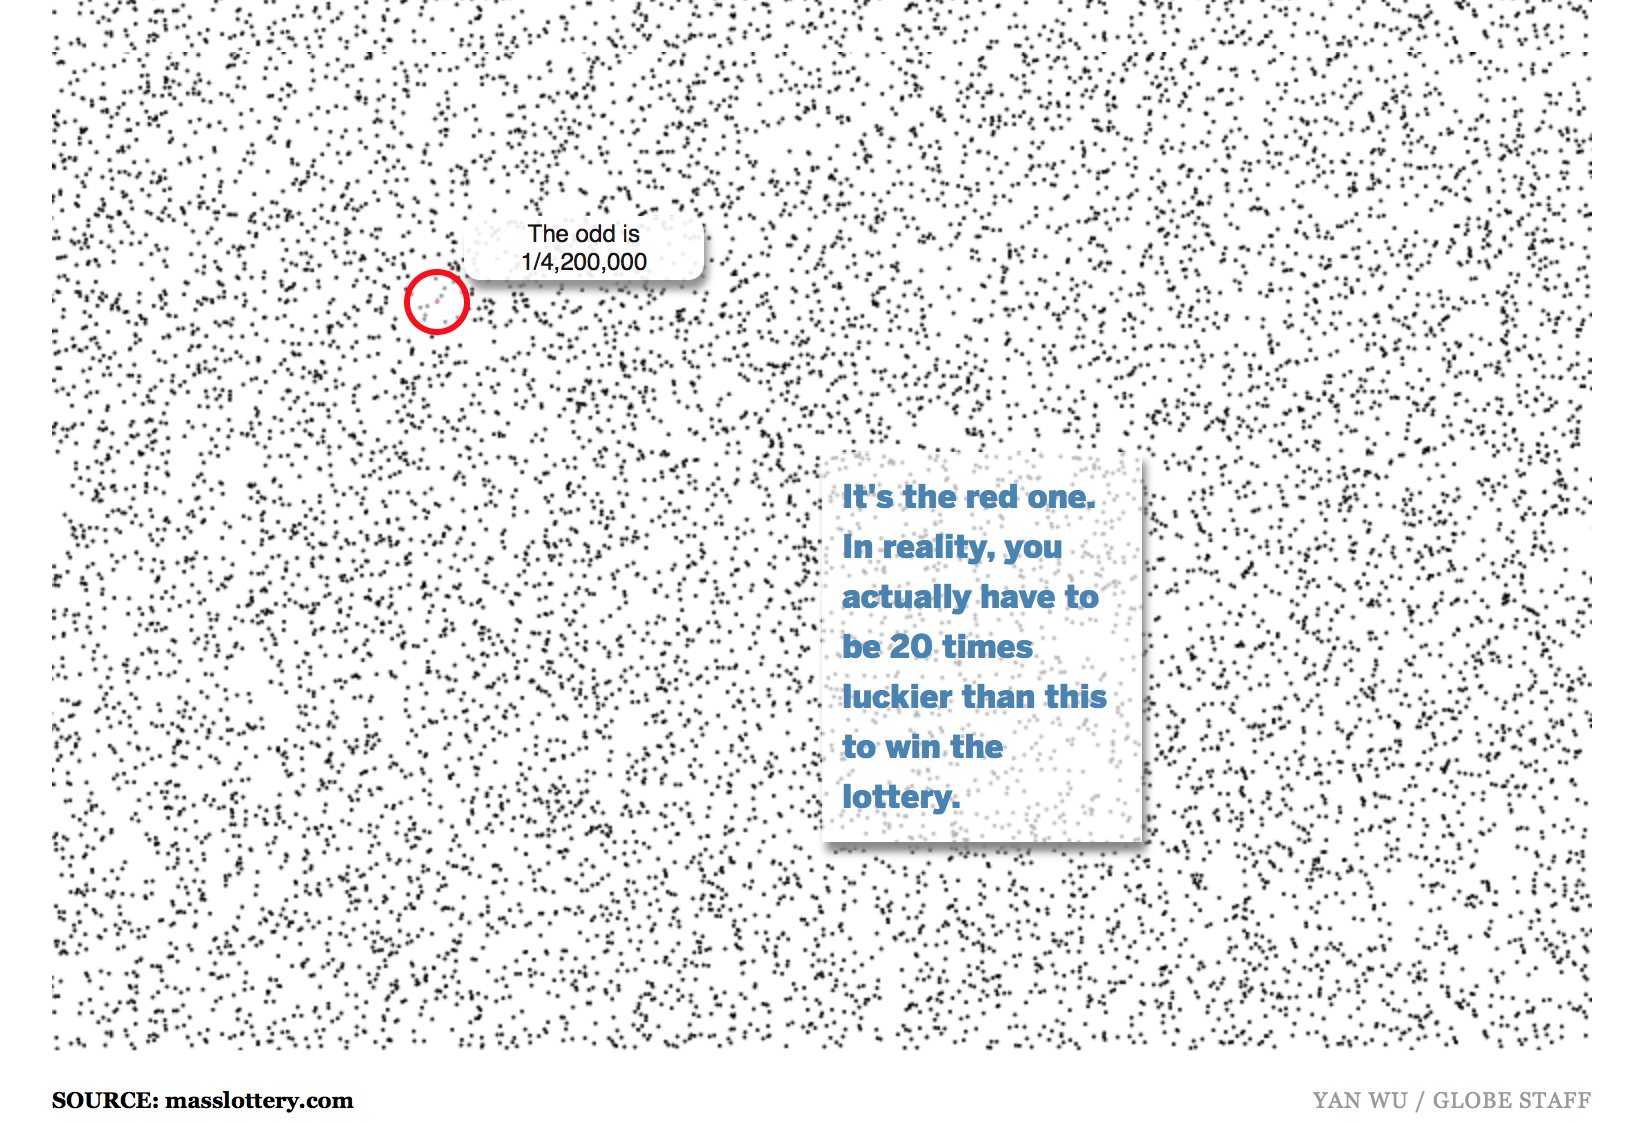 The odd is
1/4,200,000
It's the red one.
In reality, you
actually have to
be 20 times
luckier than this
to win the
lottery.
SOURCE: masslottery.com
YAN WU / GLOBE STAFF